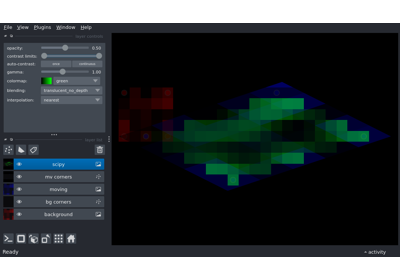 File View Plugins Window Help
opacity: 0.50
contrast limits:
auto-contrast: once continuous
gamma: 1.00
colormap: green
blending: translucent_no_depth
interpolation: nearest
scipy
mv corners
moving
bg corners
background
Ready
activity